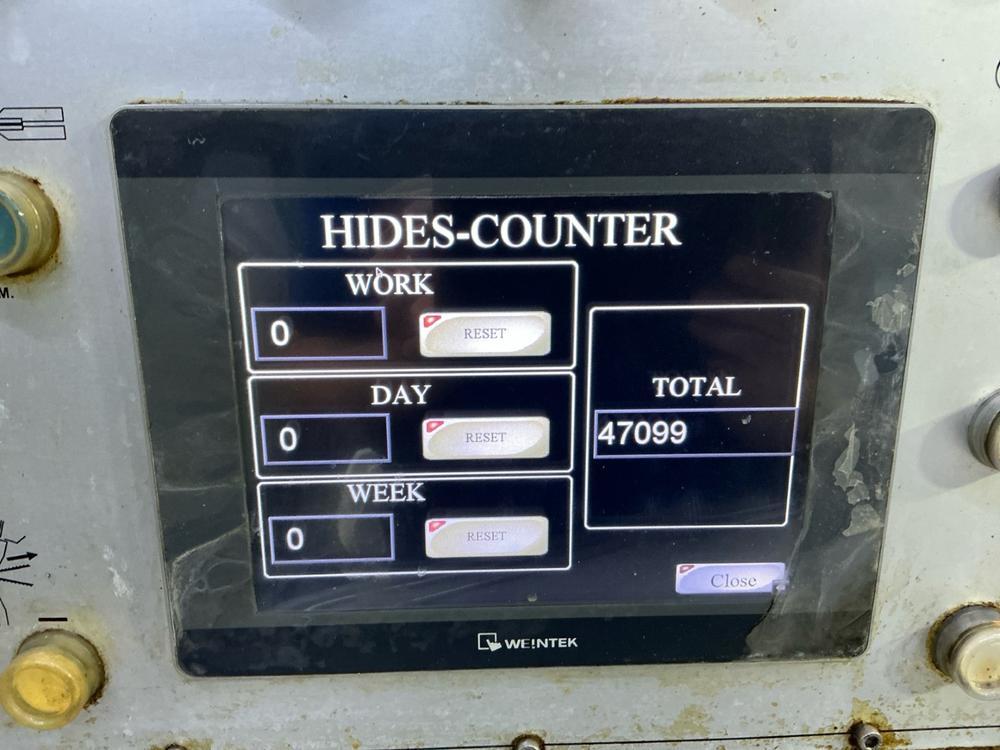 HIDES-COUNTER
WORK
0 RESET
DAY
0 RESET
WEEK
0 RESET
TOTAL
47099
Close
WEINTEK
M.